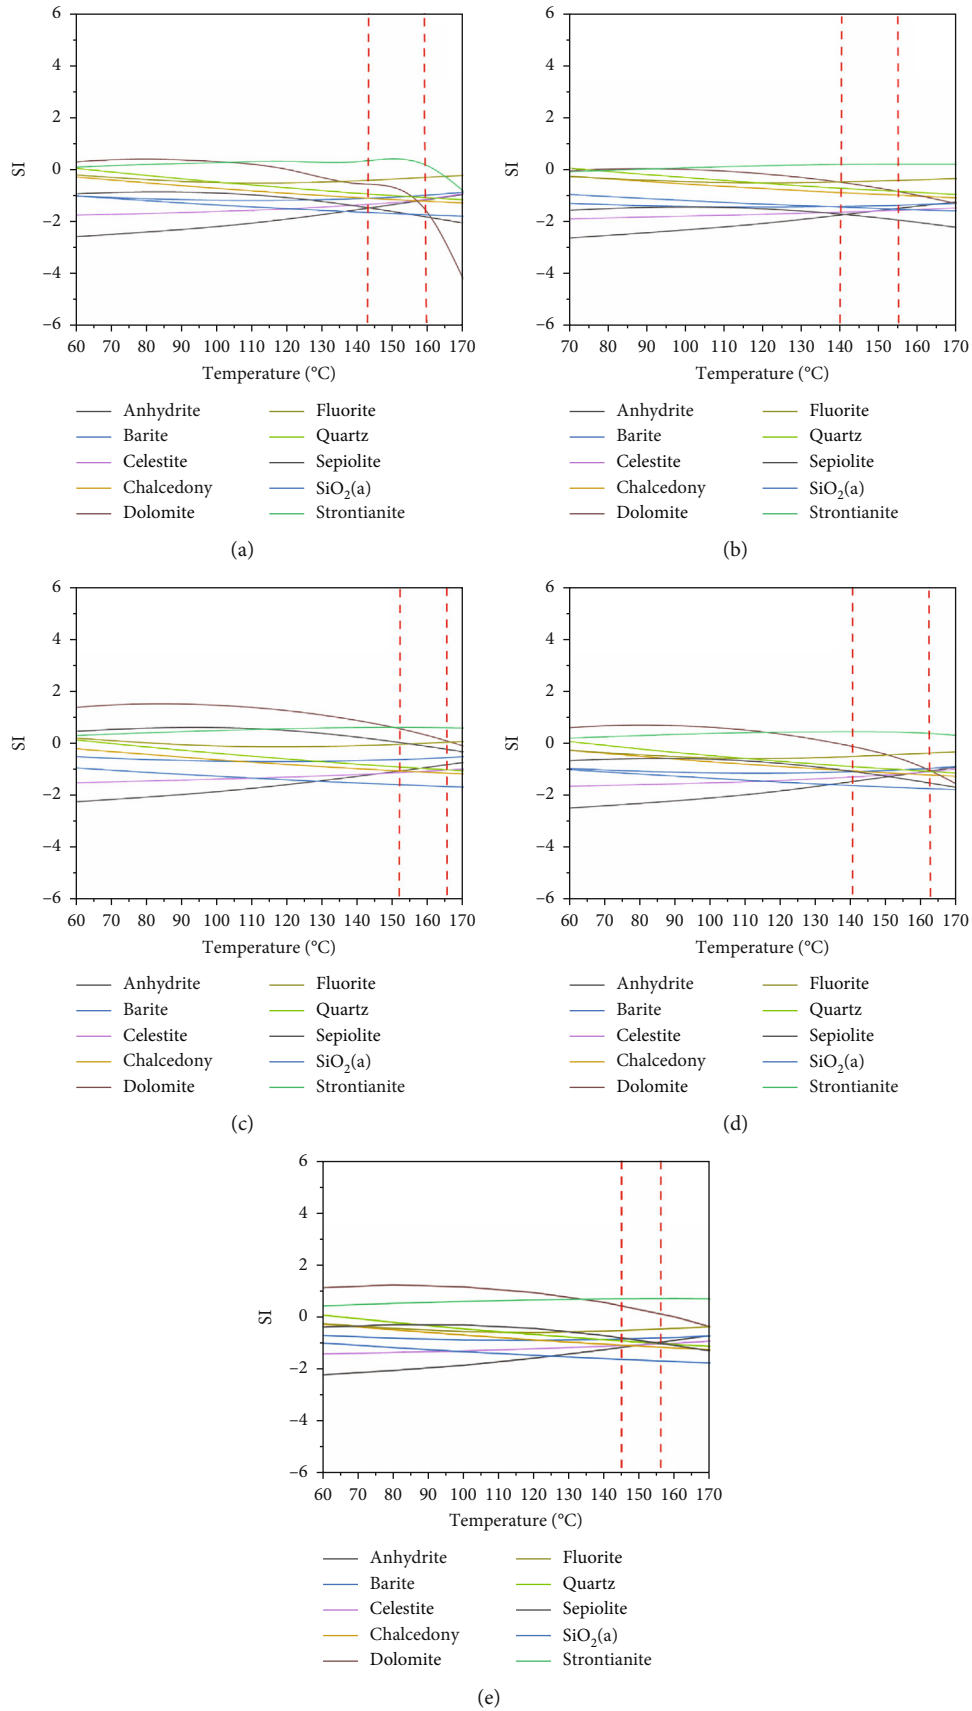 6
4
2
0
−2
−4
−6
SI
60 70 80 90 100 110 120 130 140 150 160 170
Temperature (°C)
Anhydrite Fluorite
Barite Quartz
Celestite Sepiolite
Chalcedony SiO2(a)
Dolomite Strontianite
(a)
6
4
2
0
−2
−4
−6
SI
70 80 90 100 110 120 130 140 150 160 170
Temperature (°C)
Anhydrite Fluorite
Barite Quartz
Celestite Sepiolite
Chalcedony SiO2(a)
Dolomite Strontianite
(b)
6
4
2
0
−2
−4
−6
SI
60 70 80 90 100 110 120 130 140 150 160 170
Temperature (°C)
Anhydrite Fluorite
Barite Quartz
Celestite Sepiolite
Chalcedony SiO2(a)
Dolomite Strontianite
(c)
6
4
2
0
−2
−4
−6
SI
60 70 80 90 100 110 120 130 140 150 160 170
Temperature (°C)
Anhydrite Fluorite
Barite Quartz
Celestite Sepiolite
Chalcedony SiO2(a)
Dolomite Strontianite
(d)
6
4
2
0
−2
−4
−6
SI
60 70 80 90 100 110 120 130 140 150 160 170
Temperature (°C)
Anhydrite Fluorite
Barite Quartz
Celestite Sepiolite
Chalcedony SiO2(a)
Dolomite Strontianite
(e)